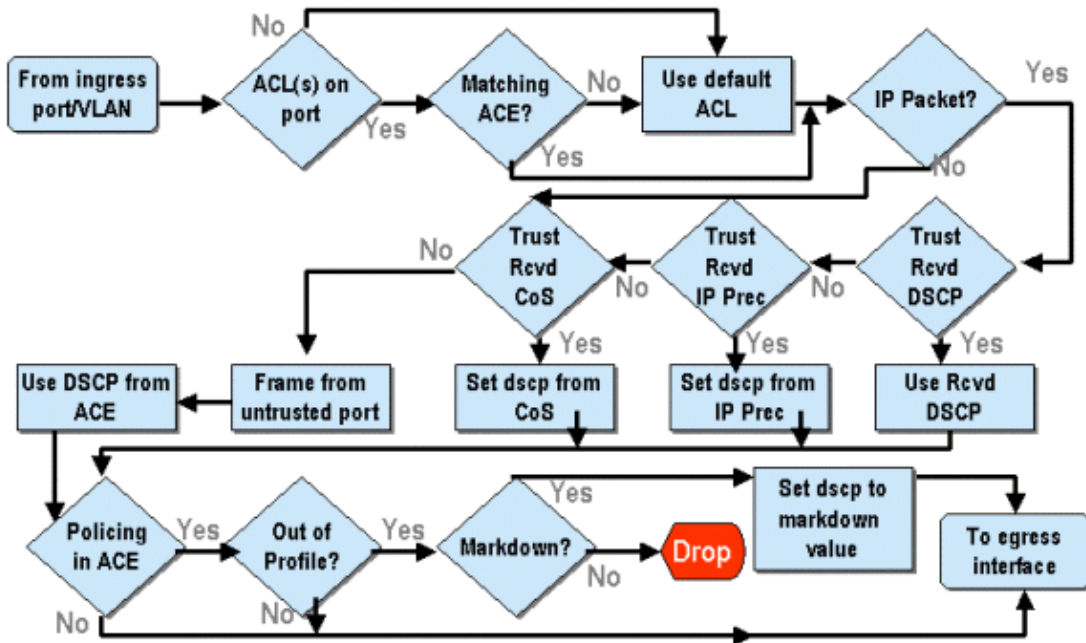 No
From ingress
port/VLAN
ACL(s) on
port
Yes
Matching
ACE?
No
Yes
Use default
ACL
IP Packet?
Yes
No
No
Trust
Rcvd
CoS
No
Trust
Rcvd
IP Prec
No
Trust
Rcvd
DSCP
Yes
Yes
Yes
Use DSCP from
ACE
Frame from
untrusted port
Set dscp from
CoS
Set dscp from
IP Prec
Use Rcvd
DSCP
Policing
in ACE
Yes
No
Out of
Profile?
Yes
No
Markdown?
Yes
No
Drop
Set dscp to
markdown
value
To egress
interface